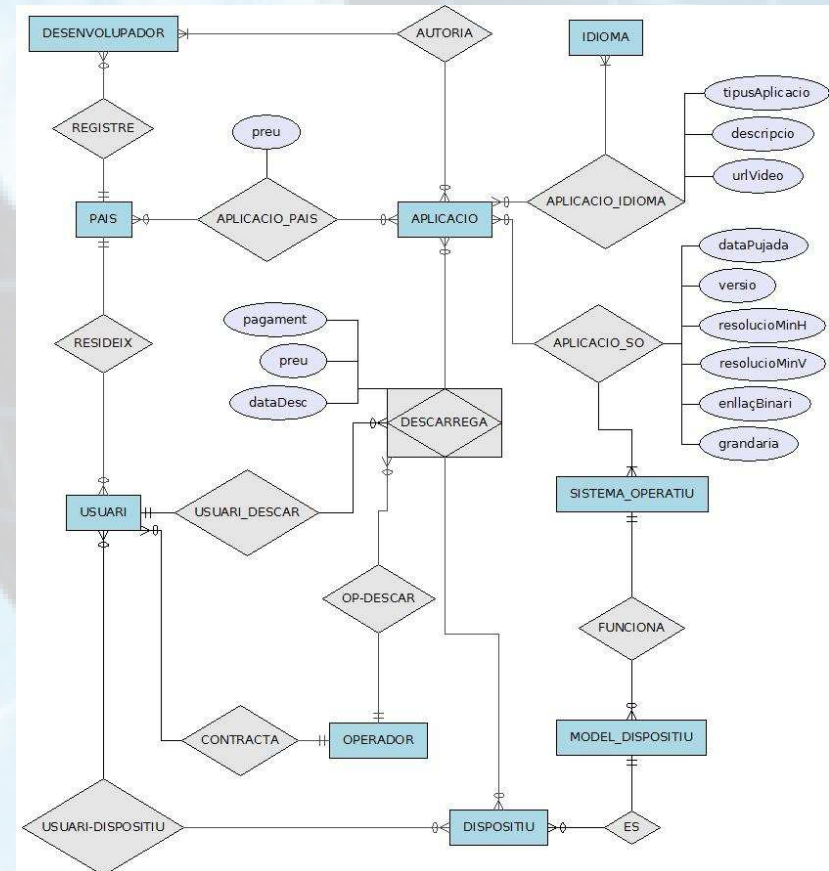 DESENVOLUPADOR
AUTORIA
IDIOMA
tipusAplicacio
REGISTRE
preu
descripcio
urlVideo
PAIS
APLICACIO_PAIS
APLICACIO
APLICACIO_IDIOMA
dataPujada
versio
pagament
resolucioMinH
RESIDEIX
APLICACIO_SO
preu
resolucioMinV
dataDesc
enllaçBinari
DESCARREGA
grandaria
SISTEMA_OPERATIU
USUARI
USUARI_DESCAR
OP-DESCAR
FUNCIONA
CONTRACTA
OPERADOR
MODEL_DISPOSITIU
USUARI-DISPOSITIU
DISPOSITIU
ES